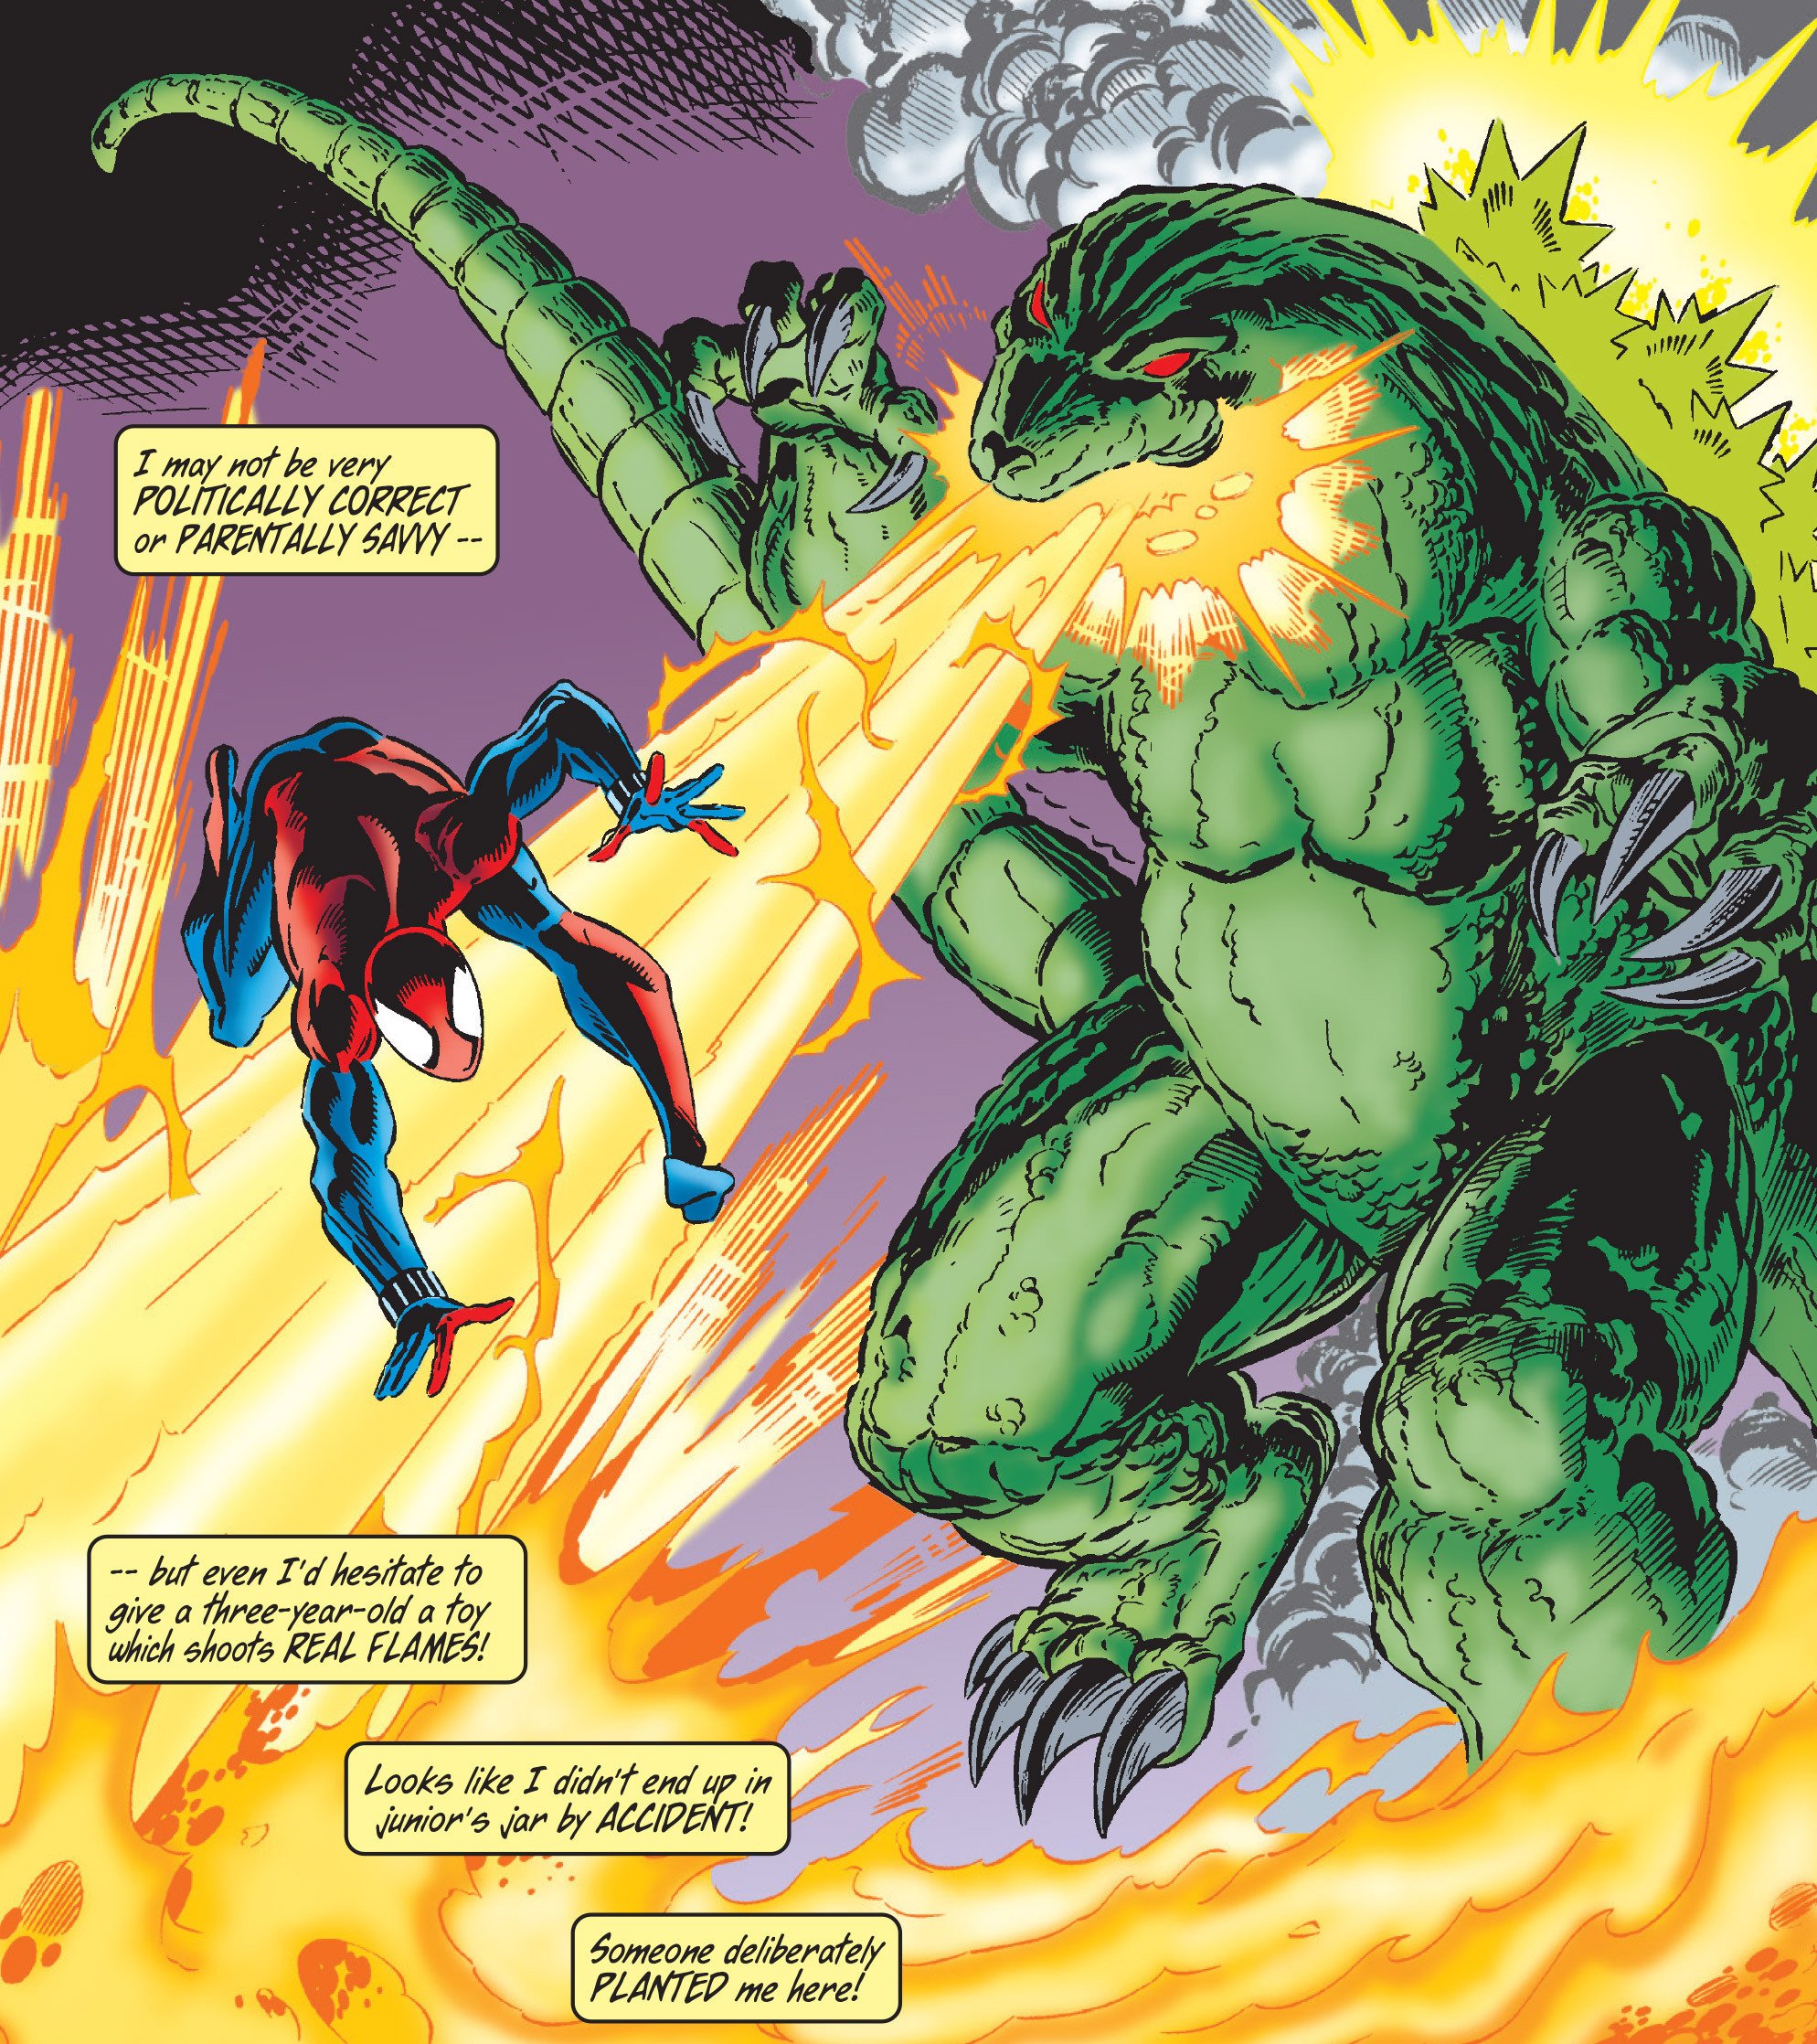 I may not be very
POLITICALLY CORRECT
or PARENTALLY SAVVY --
-- but even I'd hesitate to
give a three-year-old a toy
which shoots REAL FLAMES!
Looks like I didn't end up in
junior's jar by ACCIDENT!
Someone deliberately
PLANTED me here!